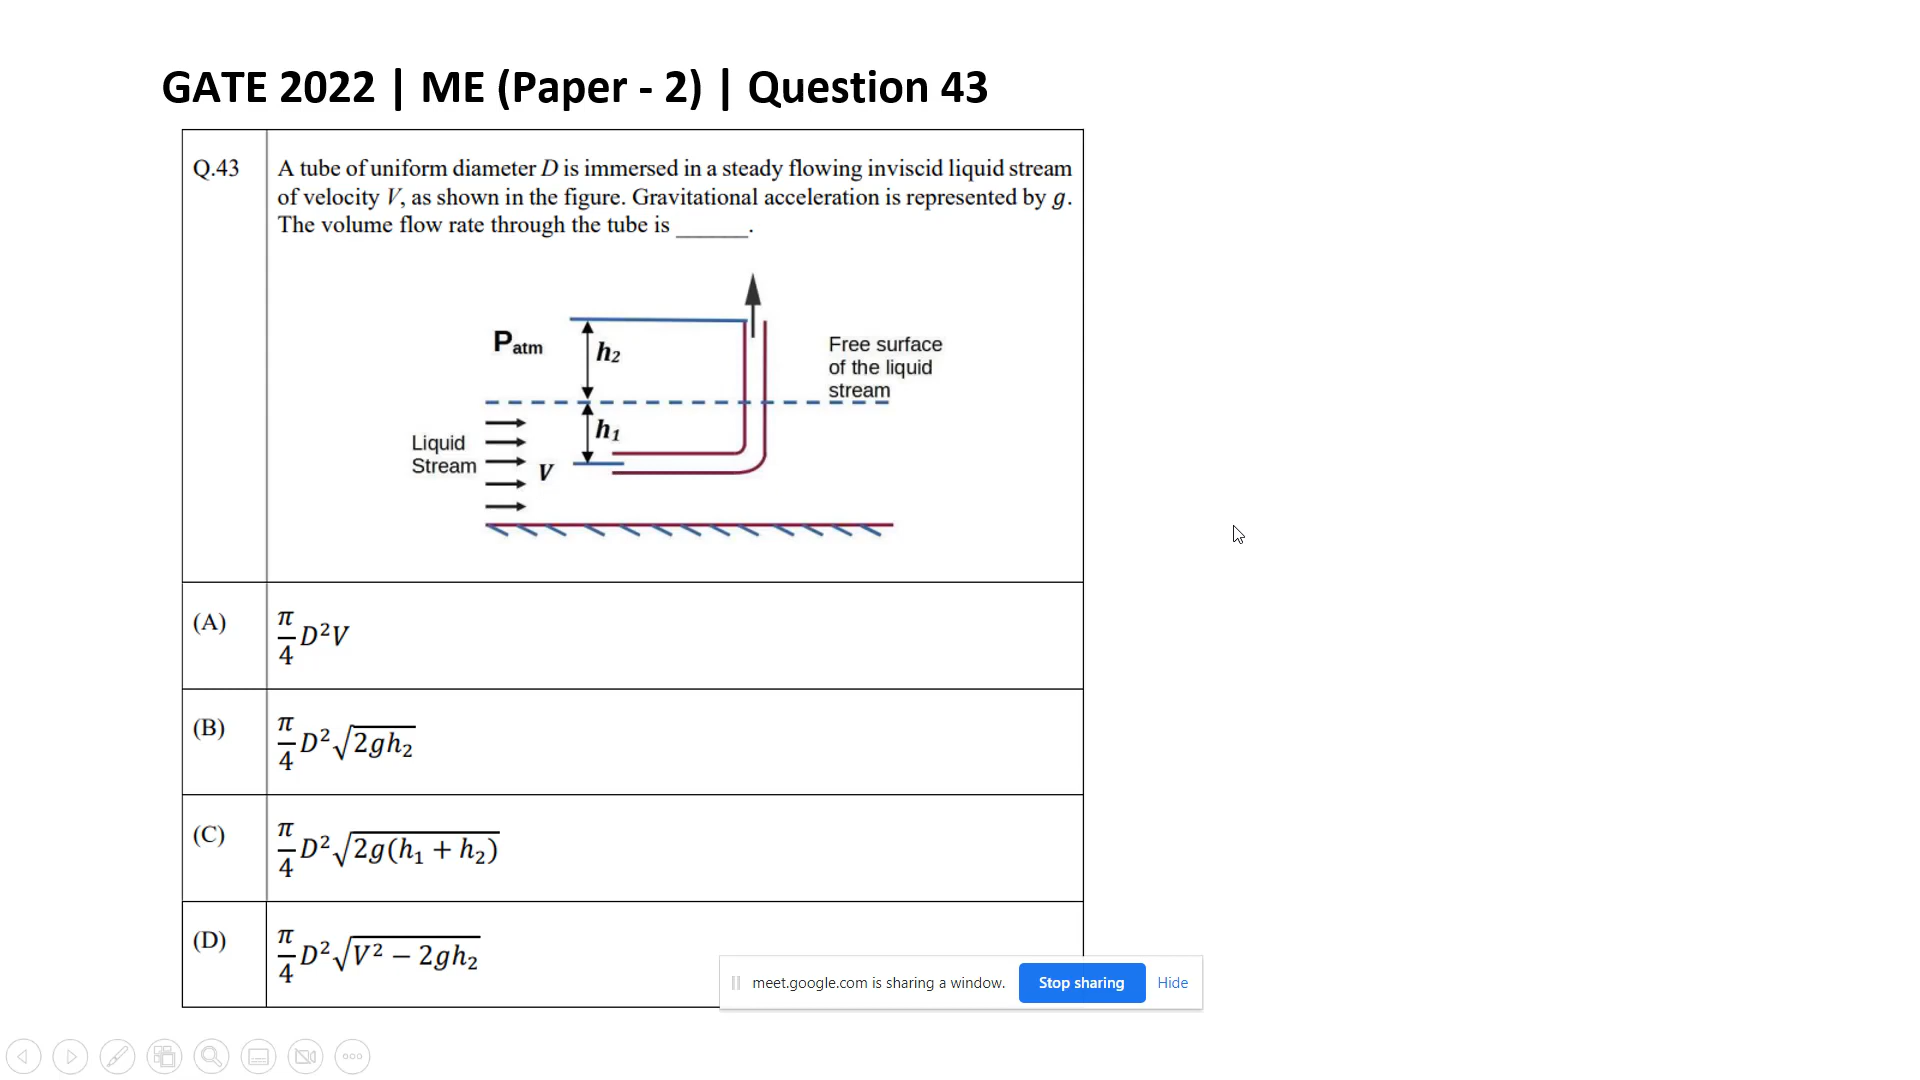 GATE 2022 | ME (Paper - 2) | Question 43
Q.43
A tube of uniform diameter D is immersed in a steady flowing inviscid liquid stream
of velocity V, as shown in the figure. Gravitational acceleration is represented by g.
The volume flow rate through the tube is ______.
P_atm
h₂
Free surface
of the liquid
stream
h₁
Liquid
Stream
V
(A) π/4 D²V
(B) π/4 D²√(2gh₂)
(C) π/4 D²√(2g(h₁ + h₂))
(D) π/4 D²√(V² − 2gh₂)
meet.google.com is sharing a window. Stop sharing Hide